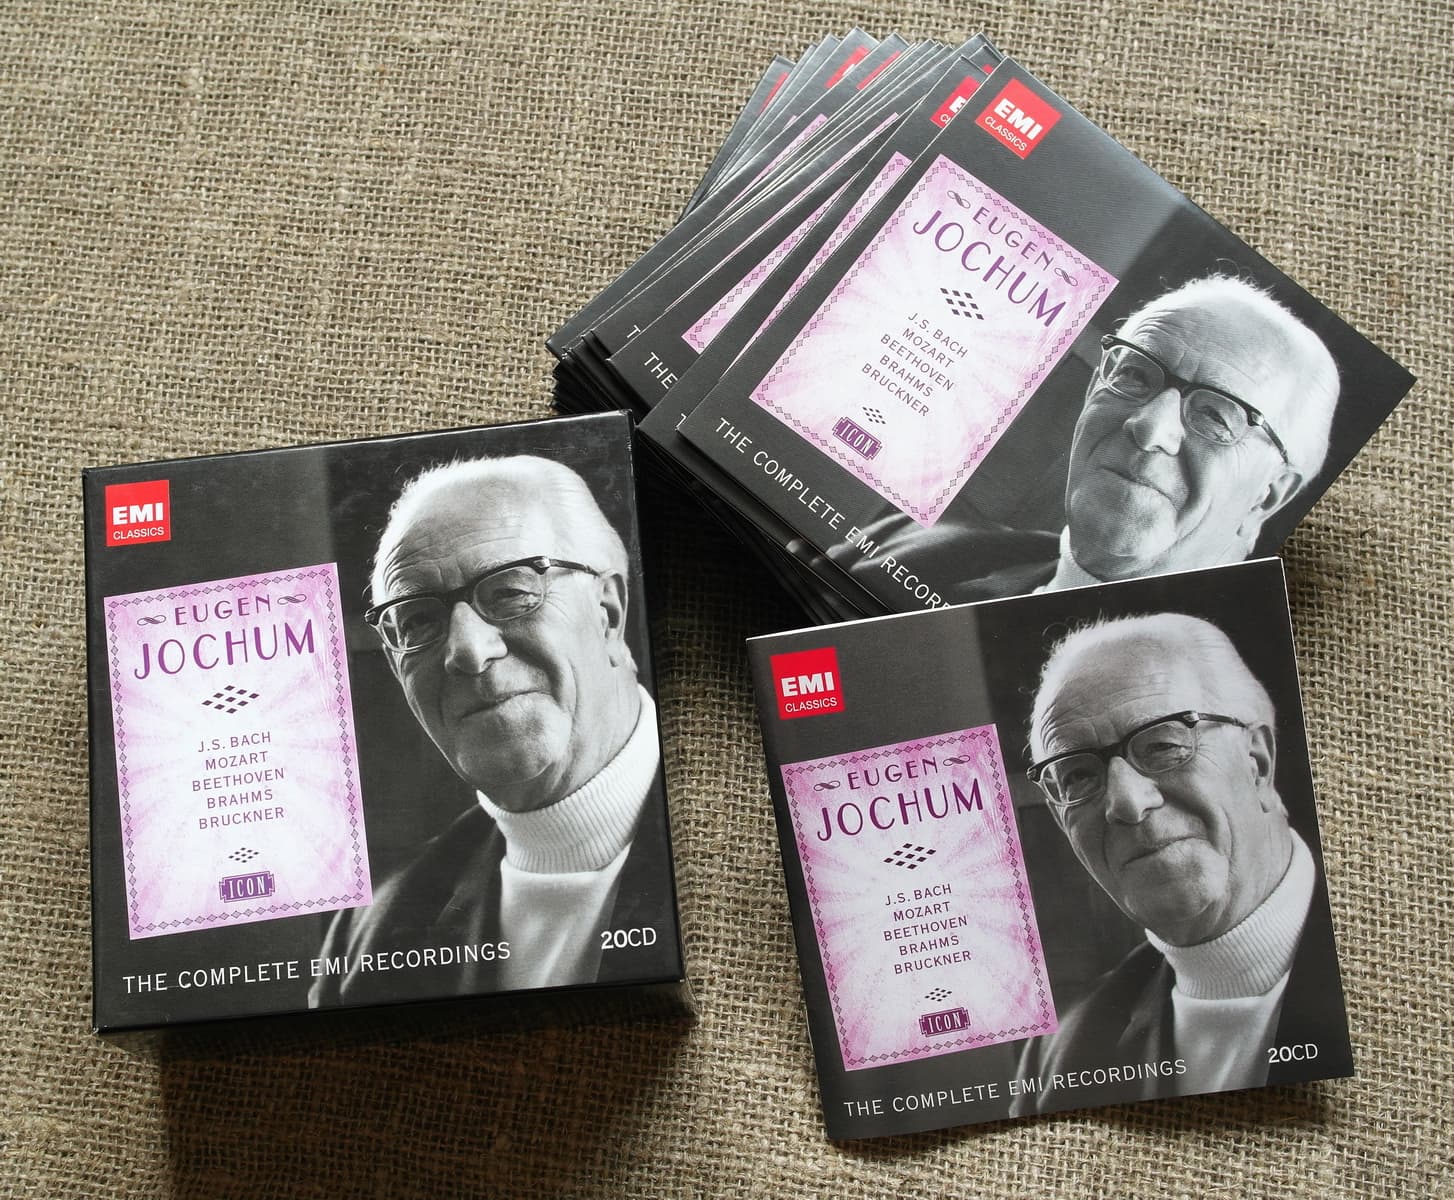 EMI
CLASSICS
EUGEN
JOCHUM
J.S. BACH
MOZART
BEETHOVEN
BRAHMS
BRUCKNER
ICON
THE COMPLETE EMI RECORDINGS
20CD
EMI
CLASSICS
EUGEN
JOCHUM
J.S. BACH
MOZART
BEETHOVEN
BRAHMS
BRUCKNER
ICON
THE COMPLETE EMI
THE
EMI
CLASSICS
EUGEN
JOCHUM
J.S. BACH
MOZART
BEETHOVEN
BRAHMS
BRUCKNER
ICON
THE COMPLETE EMI RECORDINGS
20CD